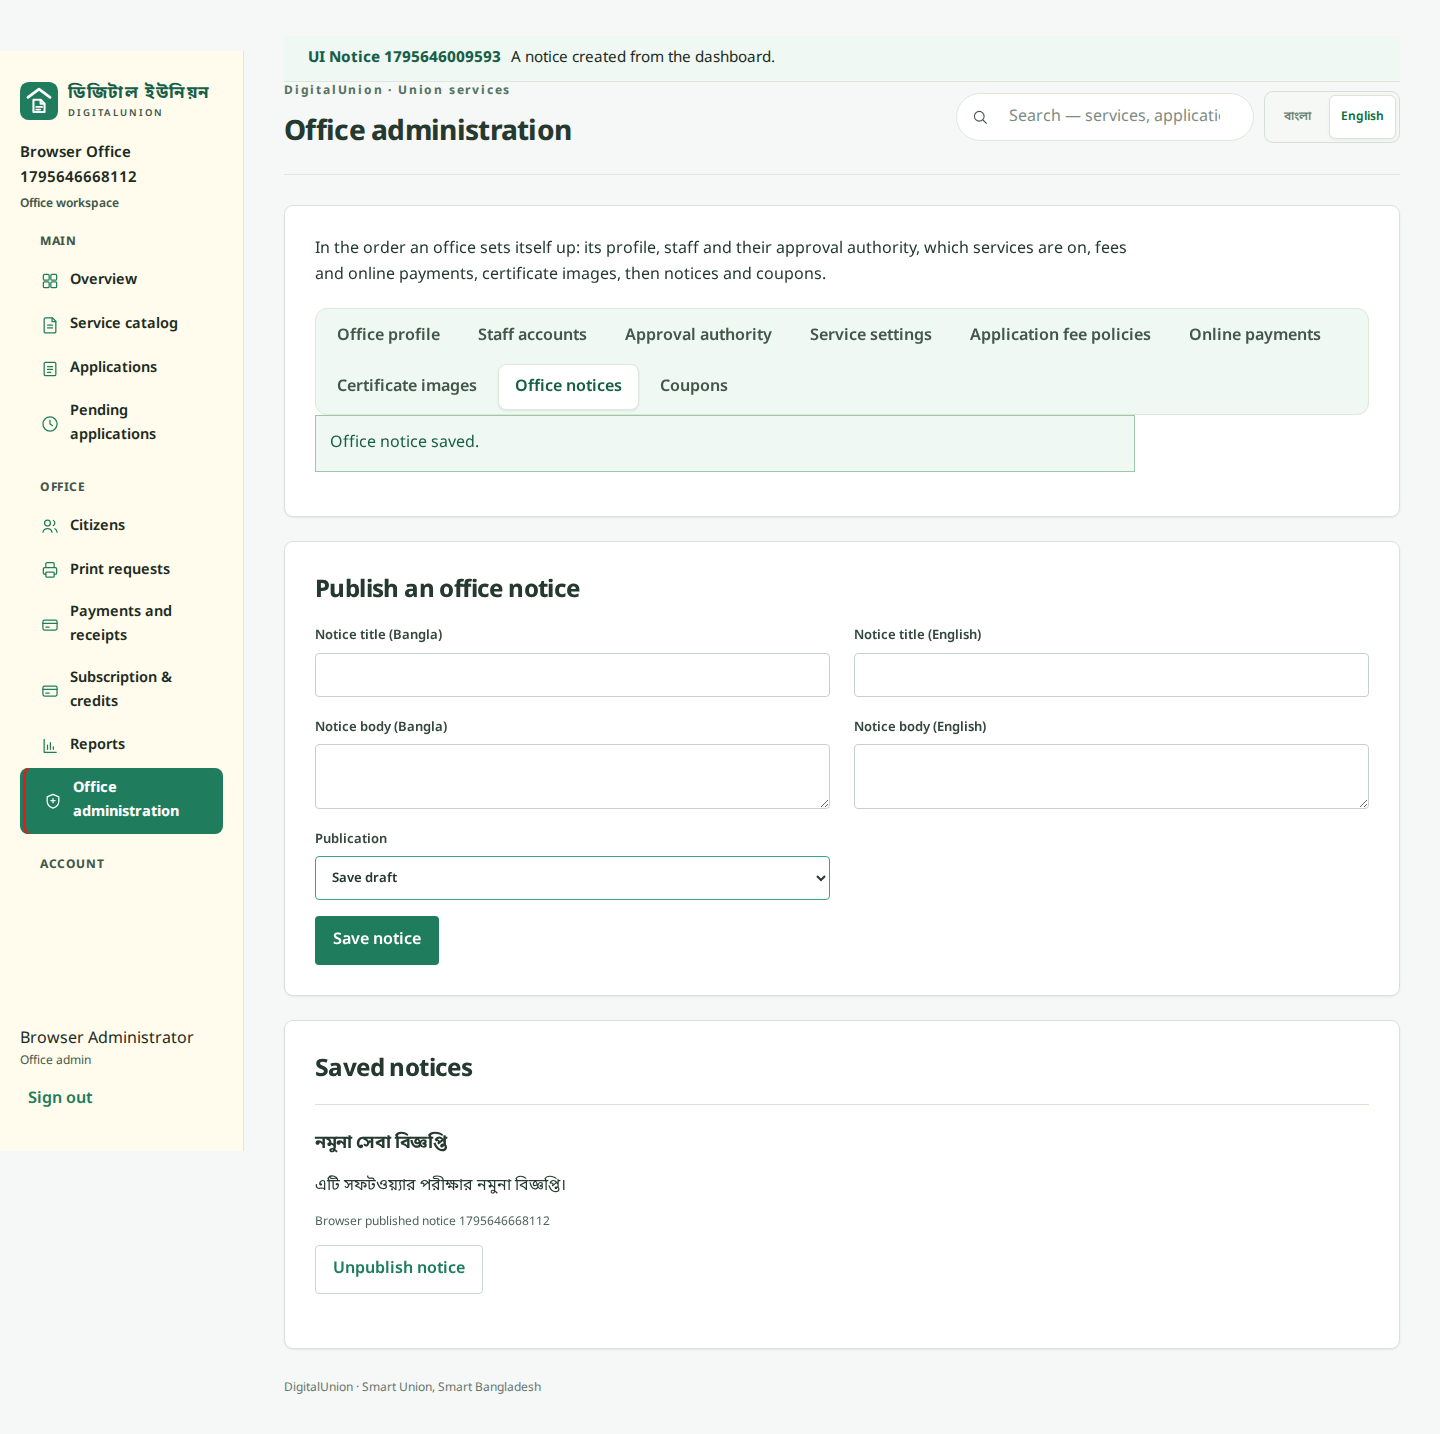 UI Notice 1795646009593 A notice created from the dashboard.
ডিজিটাল ইউনিয়ন
DIGITALUNION
Browser Office
1795646668112
Office workspace
MAIN
Overview
Service catalog
Applications
Pending
applications
OFFICE
Citizens
Print requests
Payments and
receipts
Subscription &
credits
Reports
Office
administration
ACCOUNT
Browser Administrator
Office admin
Sign out
DigitalUnion · Union services
Office administration
Search — services, applicati
বাংলা English
In the order an office sets itself up: its profile, staff and their approval authority, which services are on, fees
and online payments, certificate images, then notices and coupons.
Office profile Staff accounts Approval authority Service settings Application fee policies Online payments
Certificate images Office notices Coupons
Office notice saved.
Publish an office notice
Notice title (Bangla) Notice title (English)
Notice body (Bangla) Notice body (English)
Publication
Save draft
Save notice
Saved notices
নমুনা সেবা বিজ্ঞপ্তি
এটি সফটওয়্যার পরীক্ষার নমুনা বিজ্ঞপ্তি।
Browser published notice 1795646668112
Unpublish notice
DigitalUnion · Smart Union, Smart Bangladesh